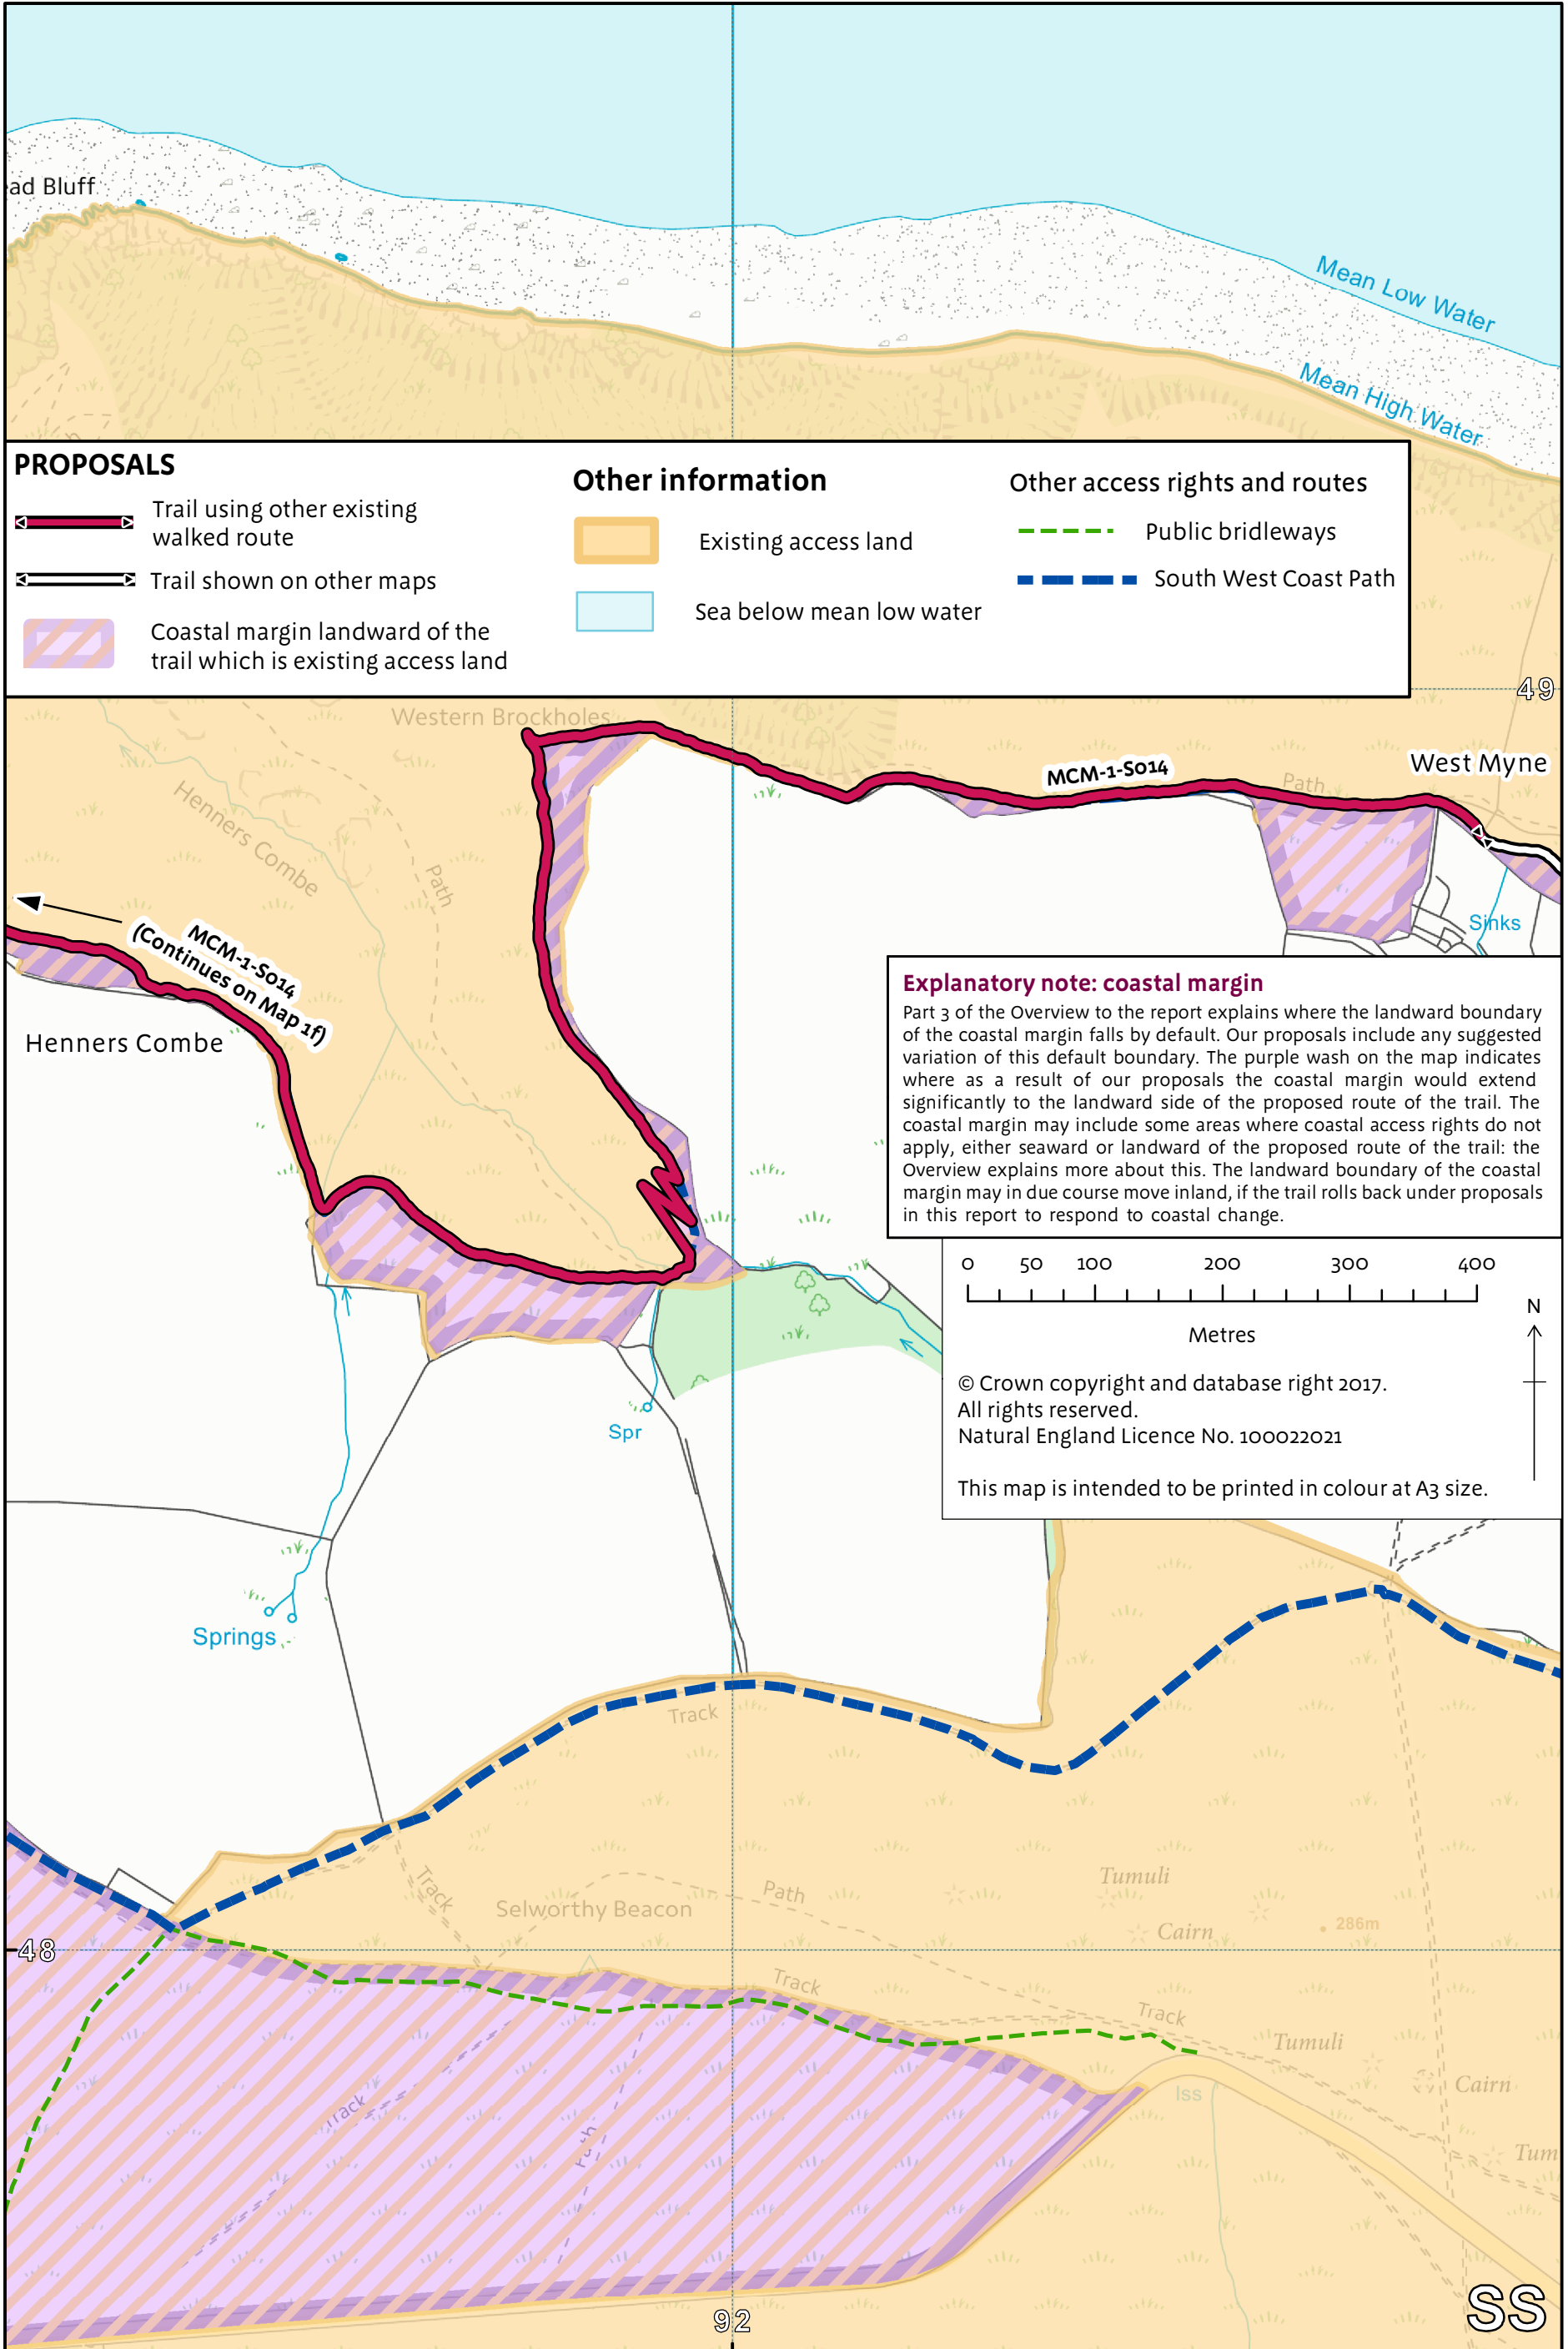 ad Bluff
Mean Low Water
Mean High Water
PROPOSALS
Trail using other existing
walked route
Trail shown on other maps
Coastal margin landward of the
trail which is existing access land
Other information
Existing access land
Sea below mean low water
Other access rights and routes
Public bridleways
South West Coast Path
49
Western Brockholes
West Myne
MCM-1-S014
Path
Henners Combe
Path
Sinks
MCM-1-S014
(Continues on Map 1f)
Henners Combe
Explanatory note: coastal margin
Part 3 of the Overview to the report explains where the landward boundary
of the coastal margin falls by default. Our proposals include any suggested
variation of this default boundary. The purple wash on the map indicates
where as a result of our proposals the coastal margin would extend
significantly to the landward side of the proposed route of the trail. The
coastal margin may include some areas where coastal access rights do not
apply, either seaward or landward of the proposed route of the trail: the
Overview explains more about this. The landward boundary of the coastal
margin may in due course move inland, if the trail rolls back under proposals
in this report to respond to coastal change.
0 50 100 200 300 400
Metres
N
© Crown copyright and database right 2017.
All rights reserved.
Natural England Licence No. 100022021
This map is intended to be printed in colour at A3 size.
Spr
Springs
Track
Track
Selworthy Beacon
Path
Tumuli
Cairn
286m
48
Track
Track
Tumuli
Cairn
Iss
Track
Path
Tum
92
SS